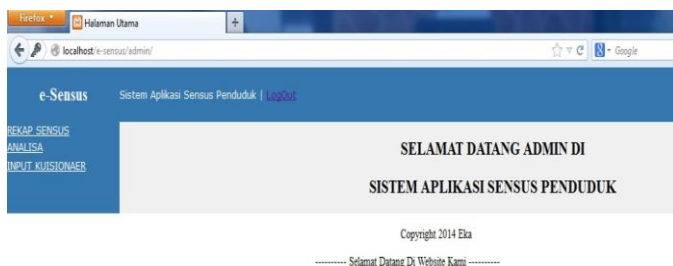 Firefox
Halaman Utama
localhost/e-sensus/admin/
Google
e-Sensus
Sistem Aplikasi Sensus Penduduk | LogOut
REKAP SENSUS
ANALISA
INPUT KUISIONAER
SELAMAT DATANG ADMIN DI
SISTEM APLIKASI SENSUS PENDUDUK
Copyright 2014 Eka
---------- Selamat Datang Di Website Kami ----------